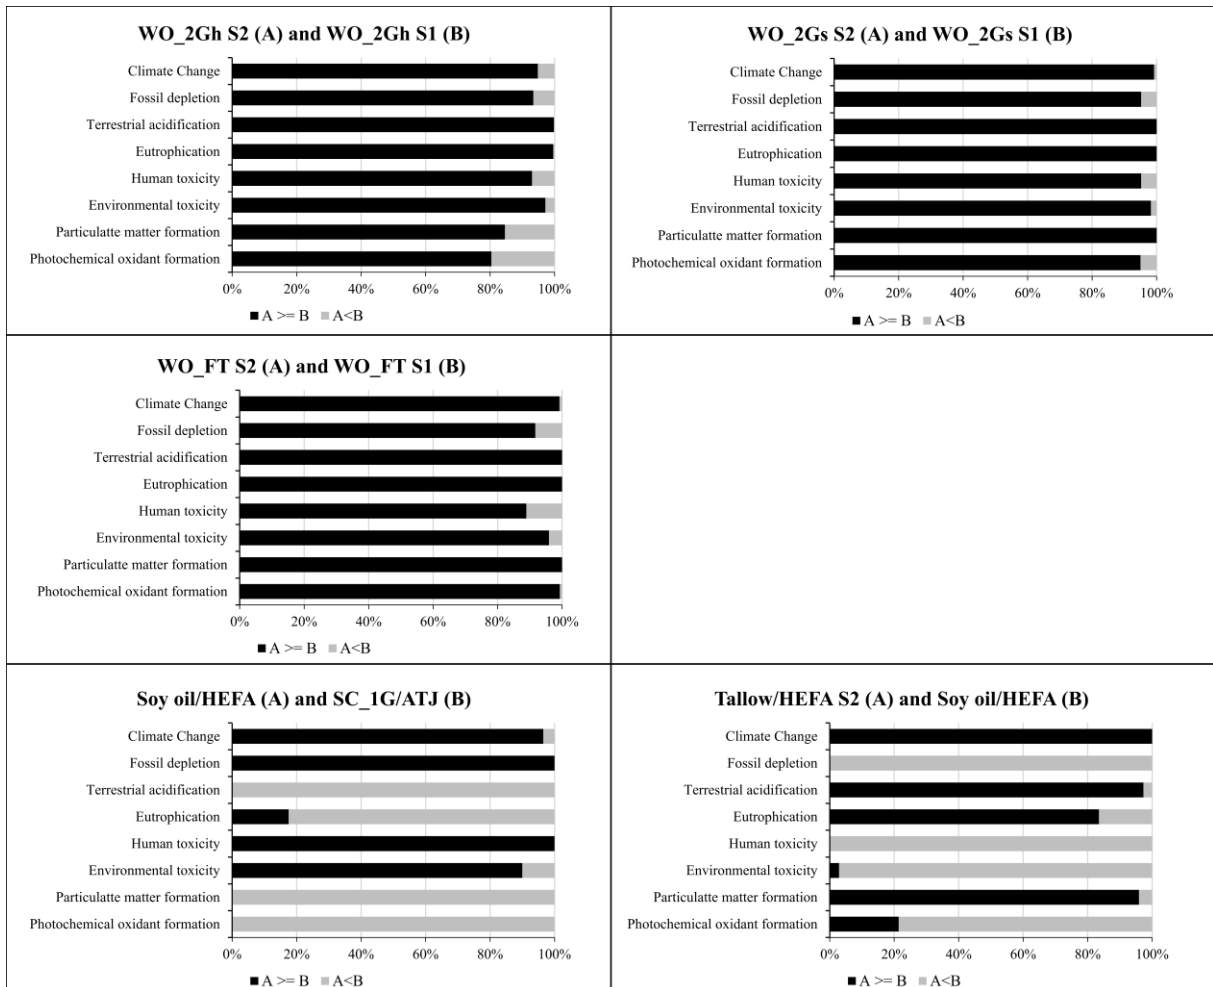 WO_2Gh S2 (A) and WO_2Gh S1 (B)
Climate Change
Fossil depletion
Terrestrial acidification
Eutrophication
Human toxicity
Environmental toxicity
Particulatte matter formation
Photochemical oxidant formation
0% 20% 40% 60% 80% 100%
A >= B A<B
WO_2Gs S2 (A) and WO_2Gs S1 (B)
Climate Change
Fossil depletion
Terrestrial acidification
Eutrophication
Human toxicity
Environmental toxicity
Particulatte matter formation
Photochemical oxidant formation
0% 20% 40% 60% 80% 100%
A >= B A<B
WO_FT S2 (A) and WO_FT S1 (B)
Climate Change
Fossil depletion
Terrestrial acidification
Eutrophication
Human toxicity
Environmental toxicity
Particulatte matter formation
Photochemical oxidant formation
0% 20% 40% 60% 80% 100%
A >= B A<B
Soy oil/HEFA (A) and SC_1G/ATJ (B)
Climate Change
Fossil depletion
Terrestrial acidification
Eutrophication
Human toxicity
Environmental toxicity
Particulatte matter formation
Photochemical oxidant formation
0% 20% 40% 60% 80% 100%
A >= B A<B
Tallow/HEFA S2 (A) and Soy oil/HEFA (B)
Climate Change
Fossil depletion
Terrestrial acidification
Eutrophication
Human toxicity
Environmental toxicity
Particulatte matter formation
Photochemical oxidant formation
0% 20% 40% 60% 80% 100%
A >= B A<B